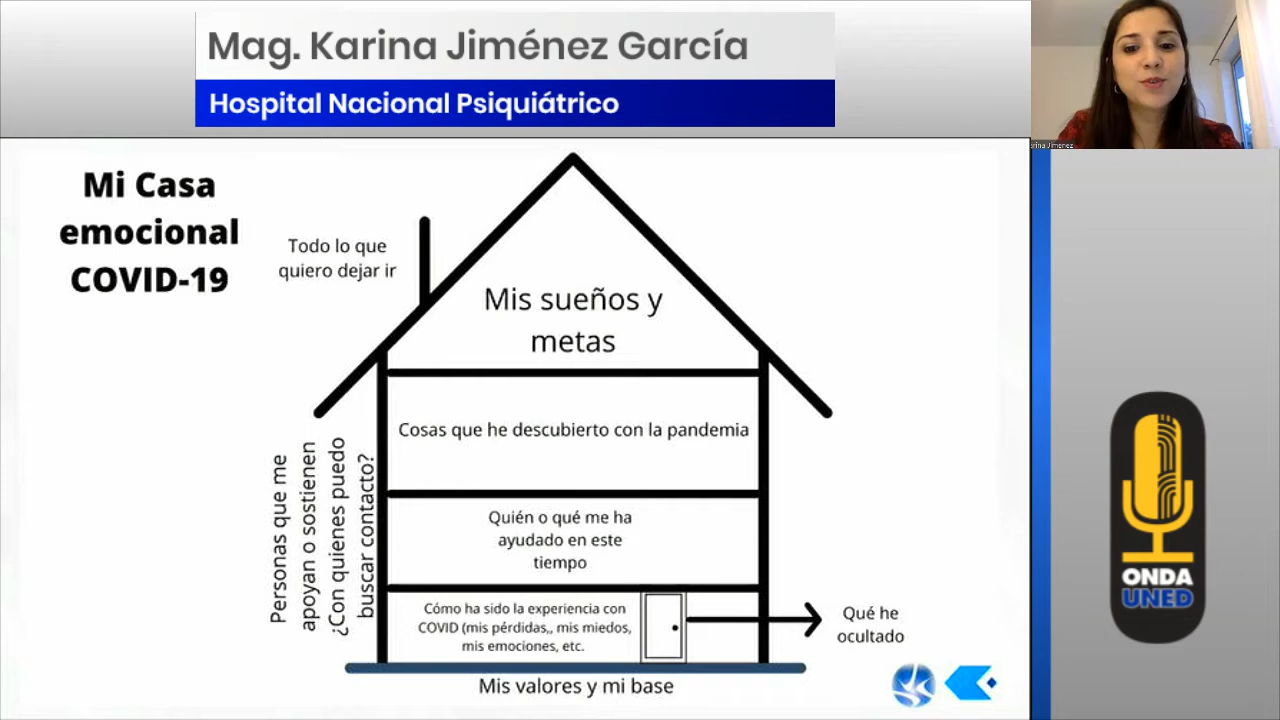 Mag. Karina Jiménez García
Hospital Nacional Psiquiátrico
arina Jimenez
Mi Casa
emocional
COVID-19
Todo lo que
quiero dejar ir
Mis sueños y
metas
Cosas que he descubierto con la pandemia
Personas que me
apoyan o sostienen
¿Con quienes puedo
buscar contacto?
Quién o qué me ha
ayudado en este
tiempo
Cómo ha sido la experiencia con
COVID (mis pérdidas,, mis miedos,
mis emociones, etc.
Qué he
ocultado
Mis valores y mi base
ONDA
UNED